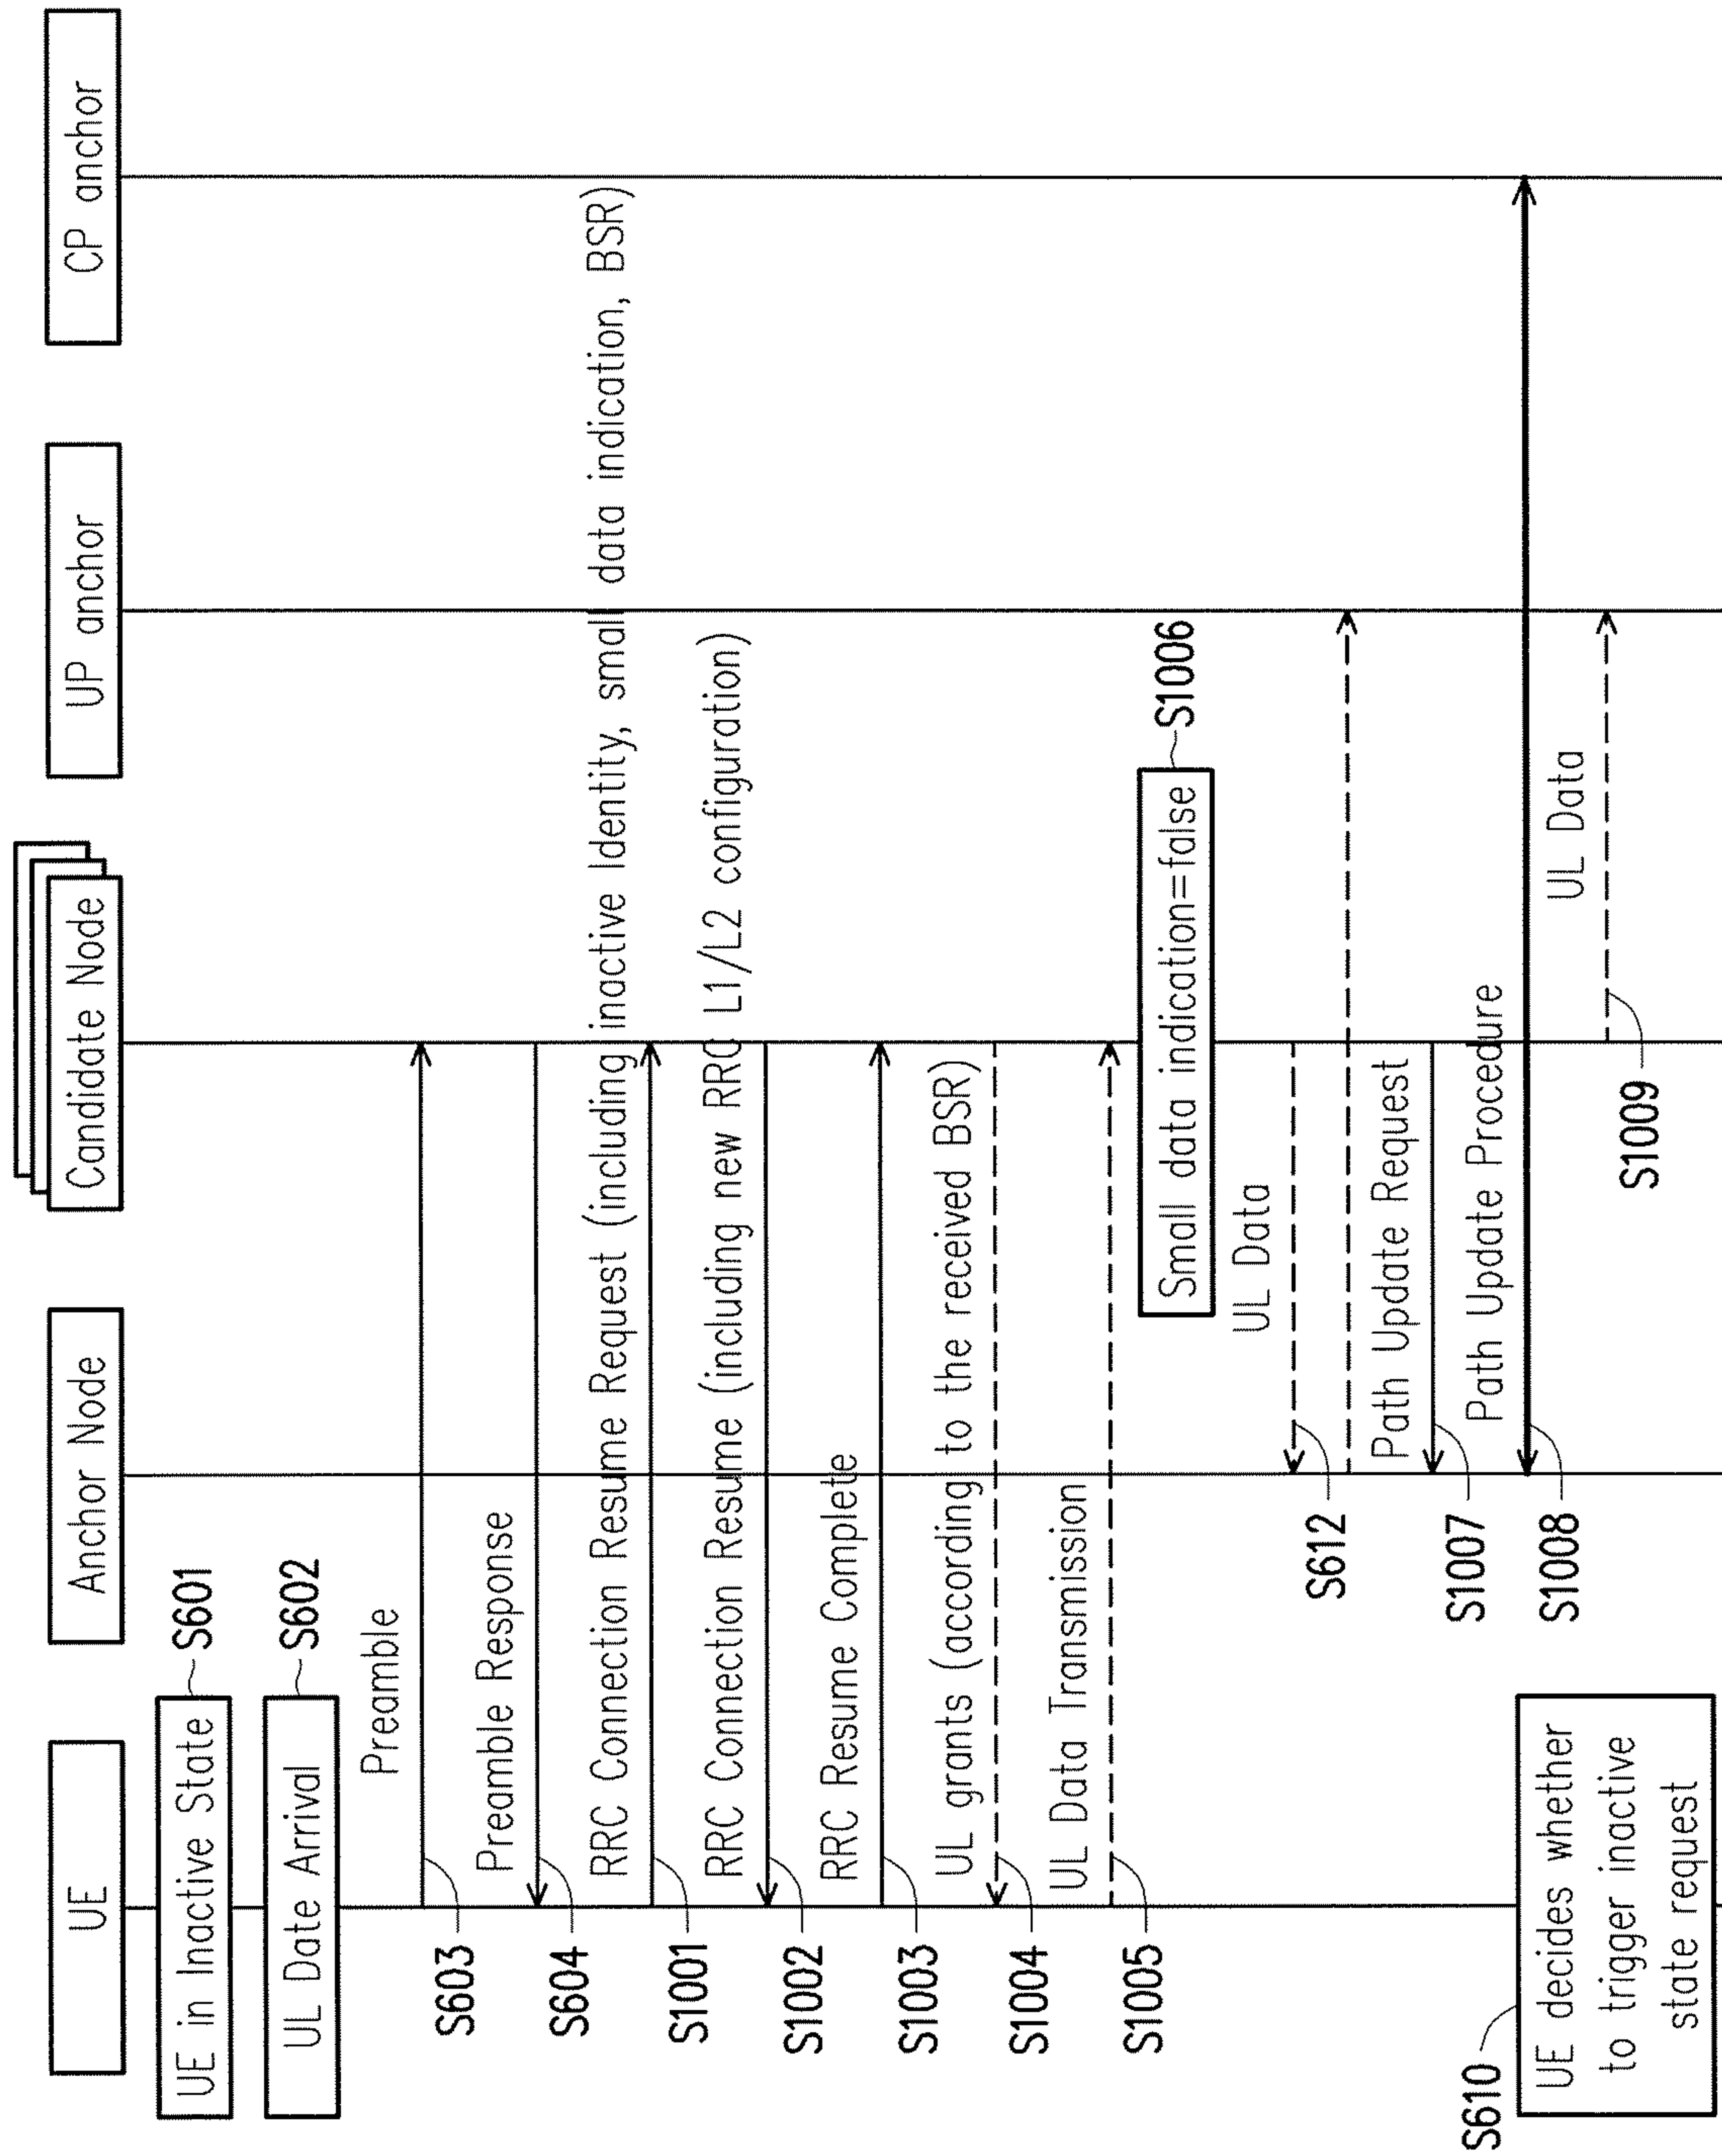 UE
Anchor Node
Candidate Node
UP anchor
CP anchor
UE in Inactive State
S601
UL Date Arrival
S602
Preamble
S603
Preamble Response
S604
RRC Connection Resume Request (including inactive Identity, small data indication, BSR)
S1001
RRC Connection Resume (including new RRC L1/L2 configuration)
S1002
RRC Resume Complete
S1003
UL grants (according to the received BSR)
S1004
UL Data Transmission
S1005
Small data indication=false
S1006
UL Data
S612
Path Update Request
S1007
Path Update Procedure
S1008
UL Data
S1009
S610
UE decides whether
to trigger inactive
state request